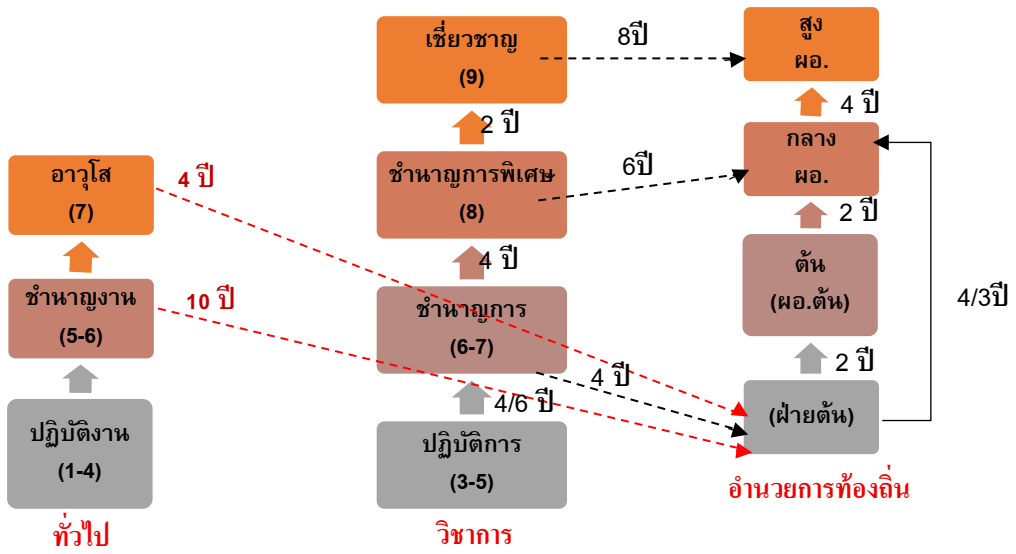 เชี่ยวชาญ
(9)
8ปี
สูง
ผอ.
2 ปี
4 ปี
อาวุโส
(7)
4 ปี
ชำนาญการพิเศษ
(8)
6ปี
กลาง
ผอ.
4 ปี
2 ปี
ชำนาญงาน
(5-6)
10 ปี
ชำนาญการ
(6-7)
ต้น
(ผอ.ต้น)
4/3ปี
4/6 ปี
4 ปี
2 ปี
ปฏิบัติงาน
(1-4)
ปฏิบัติการ
(3-5)
(ฝ่ายต้น)
ทั่วไป
วิชาการ
อำนวยการท้องถิ่น